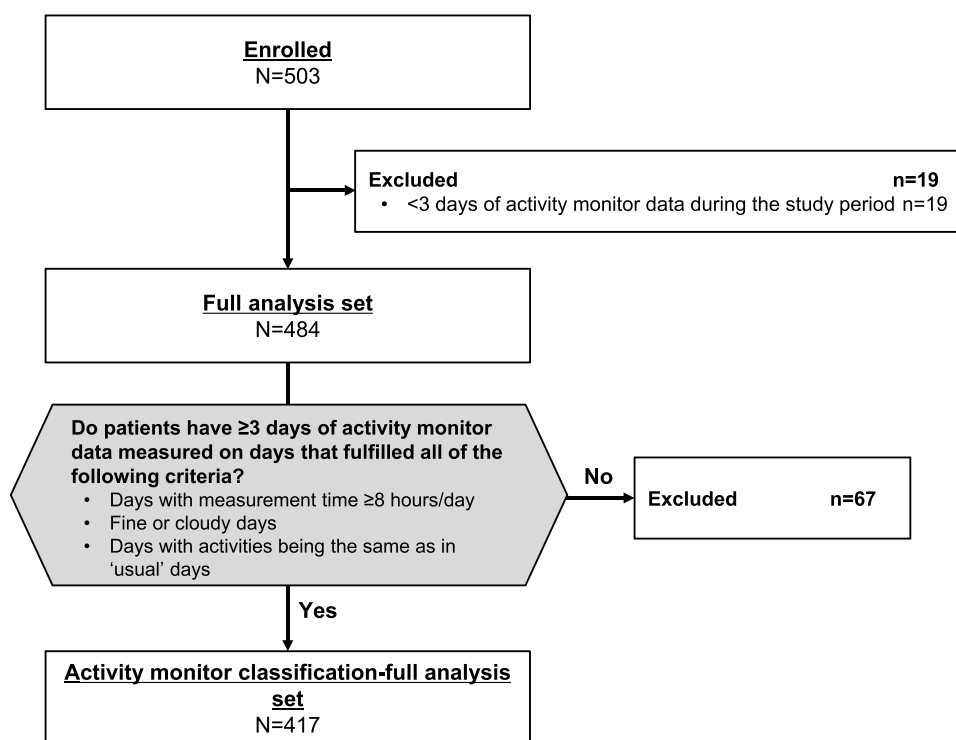 Enrolled
N=503
Excluded n=19
• <3 days of activity monitor data during the study period n=19
Full analysis set
N=484
Do patients have ≥3 days of activity monitor
data measured on days that fulfilled all of the
following criteria?
• Days with measurement time ≥8 hours/day
• Fine or cloudy days
• Days with activities being the same as in
‘usual’ days
No
Excluded n=67
Yes
Activity monitor classification-full analysis
set
N=417